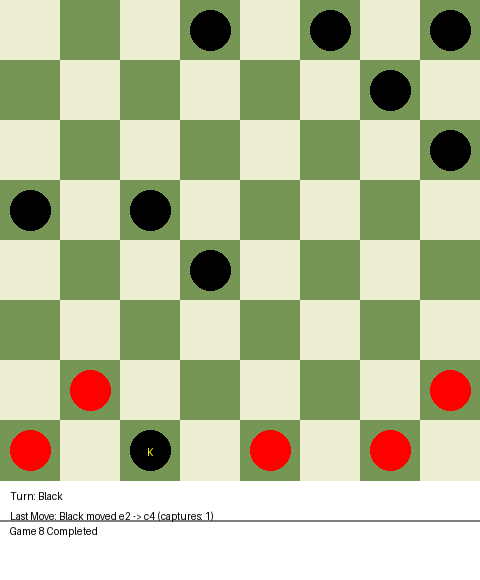 K
Turn: Black
Last Move: Black moved e2 -> c4 (captures: 1)
Game 8 Completed